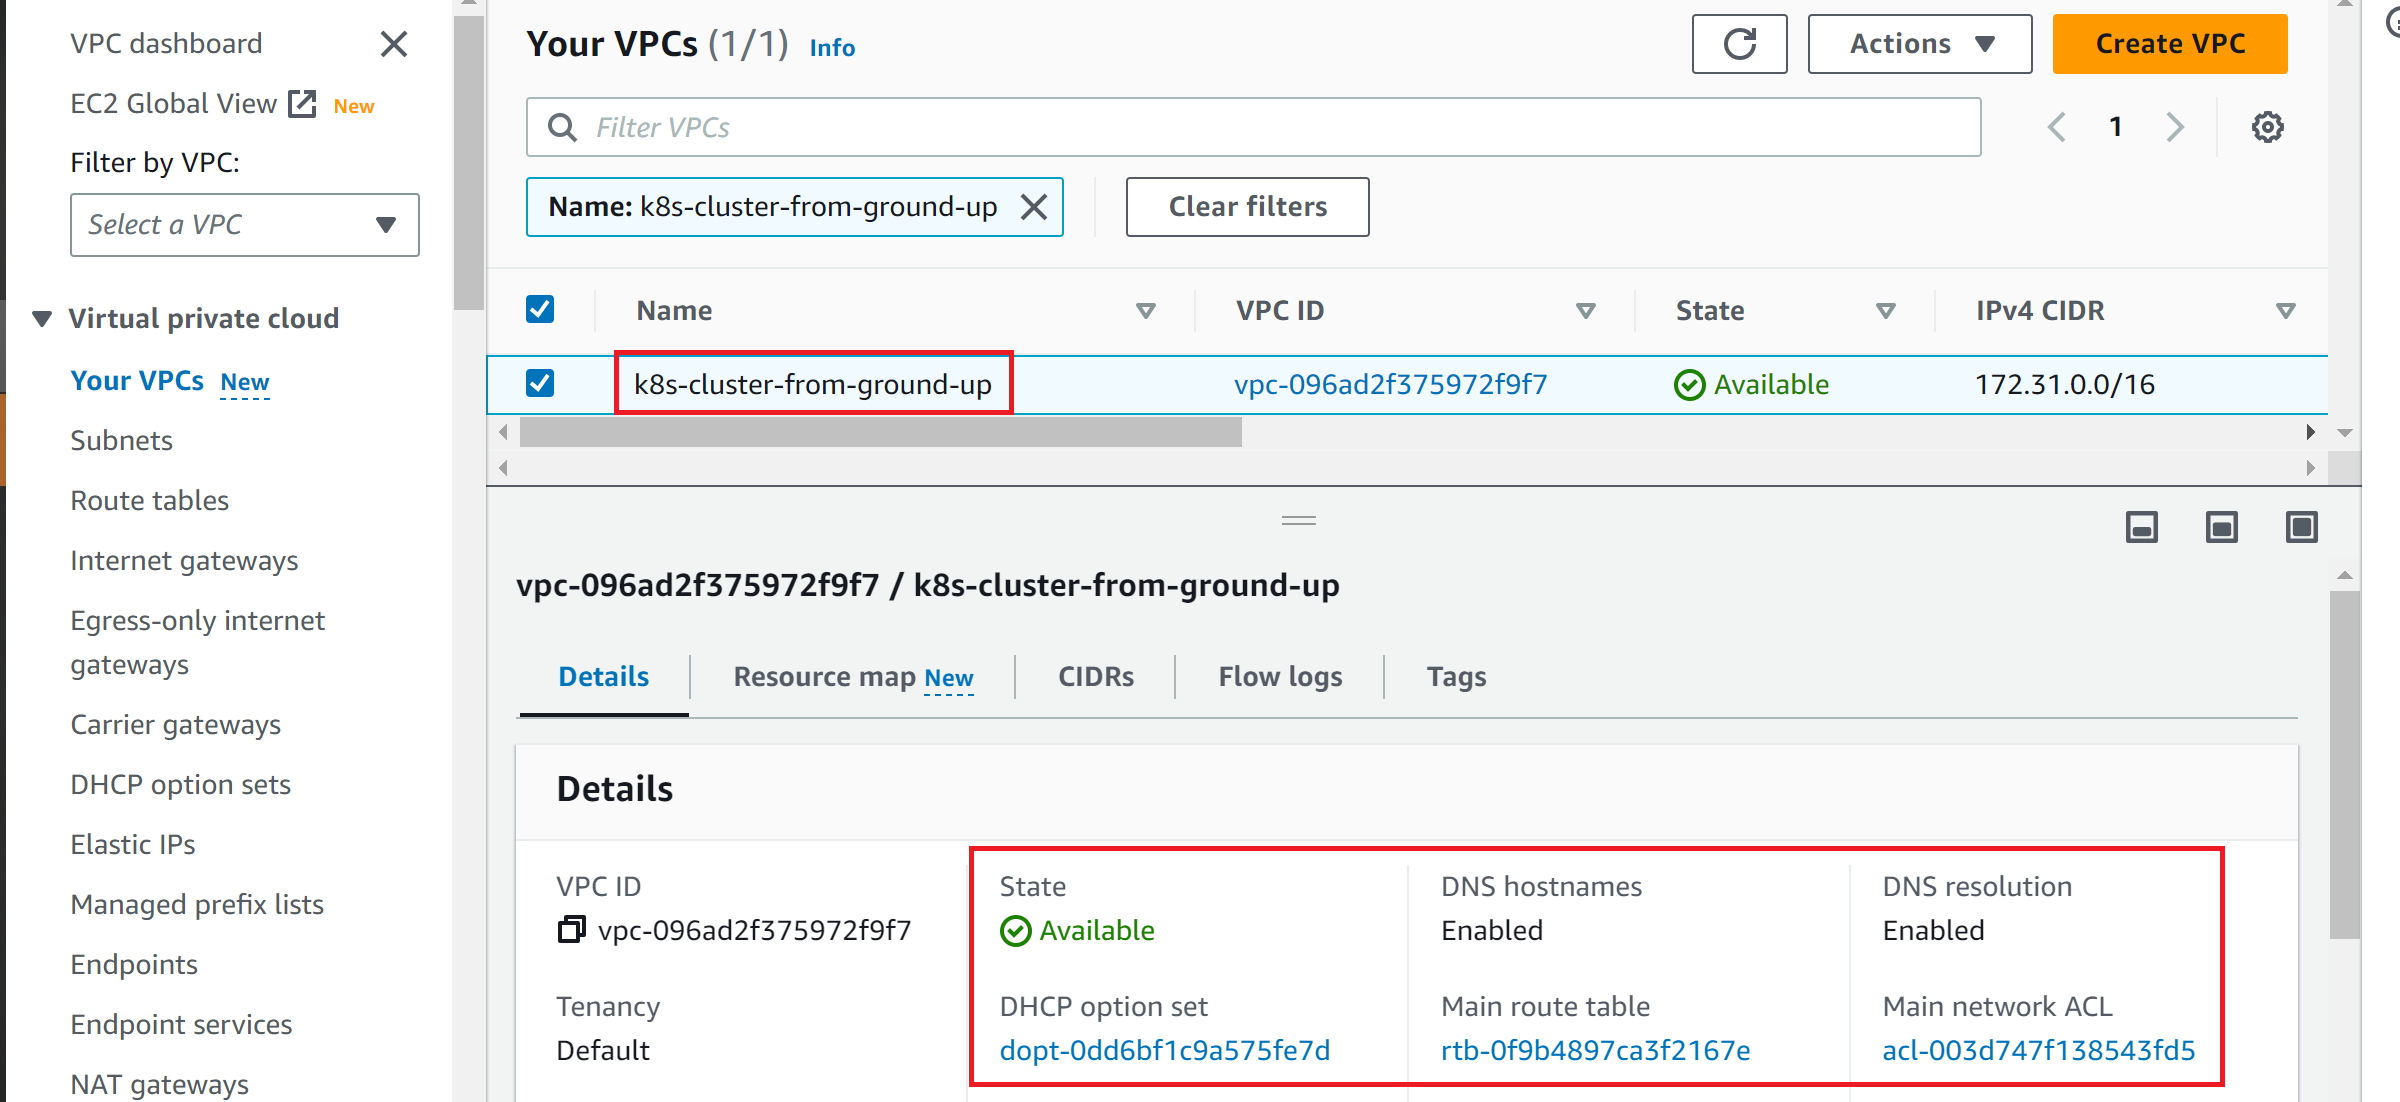 VPC dashboard
EC2 Global View New
Filter by VPC:
Select a VPC
Virtual private cloud
Your VPCs New
Subnets
Route tables
Internet gateways
Egress-only internet
gateways
Carrier gateways
DHCP option sets
Elastic IPs
Managed prefix lists
Endpoints
Endpoint services
NAT gateways
Your VPCs (1/1) Info
Actions
Create VPC
Filter VPCs
1
Name: k8s-cluster-from-ground-up
Clear filters
Name VPC ID State IPv4 CIDR
k8s-cluster-from-ground-up vpc-096ad2f375972f9f7 Available 172.31.0.0/16
vpc-096ad2f375972f9f7 / k8s-cluster-from-ground-up
Details Resource map New CIDRs Flow logs Tags
Details
VPC ID State DNS hostnames DNS resolution
vpc-096ad2f375972f9f7 Available Enabled Enabled
Tenancy DHCP option set Main route table Main network ACL
Default dopt-0dd6bf1c9a575fe7d rtb-0f9b4897ca3f2167e acl-003d747f138543fd5